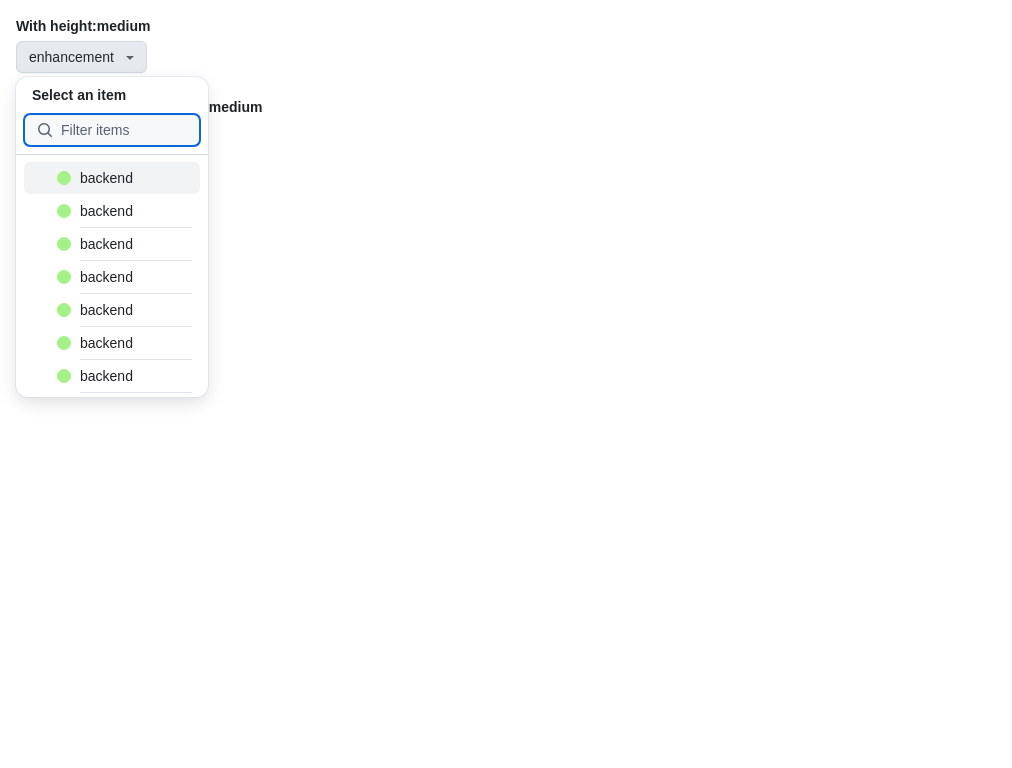 With height:medium
enhancement
Select an item
medium
Filter items
backend
backend
backend
backend
backend
backend
backend